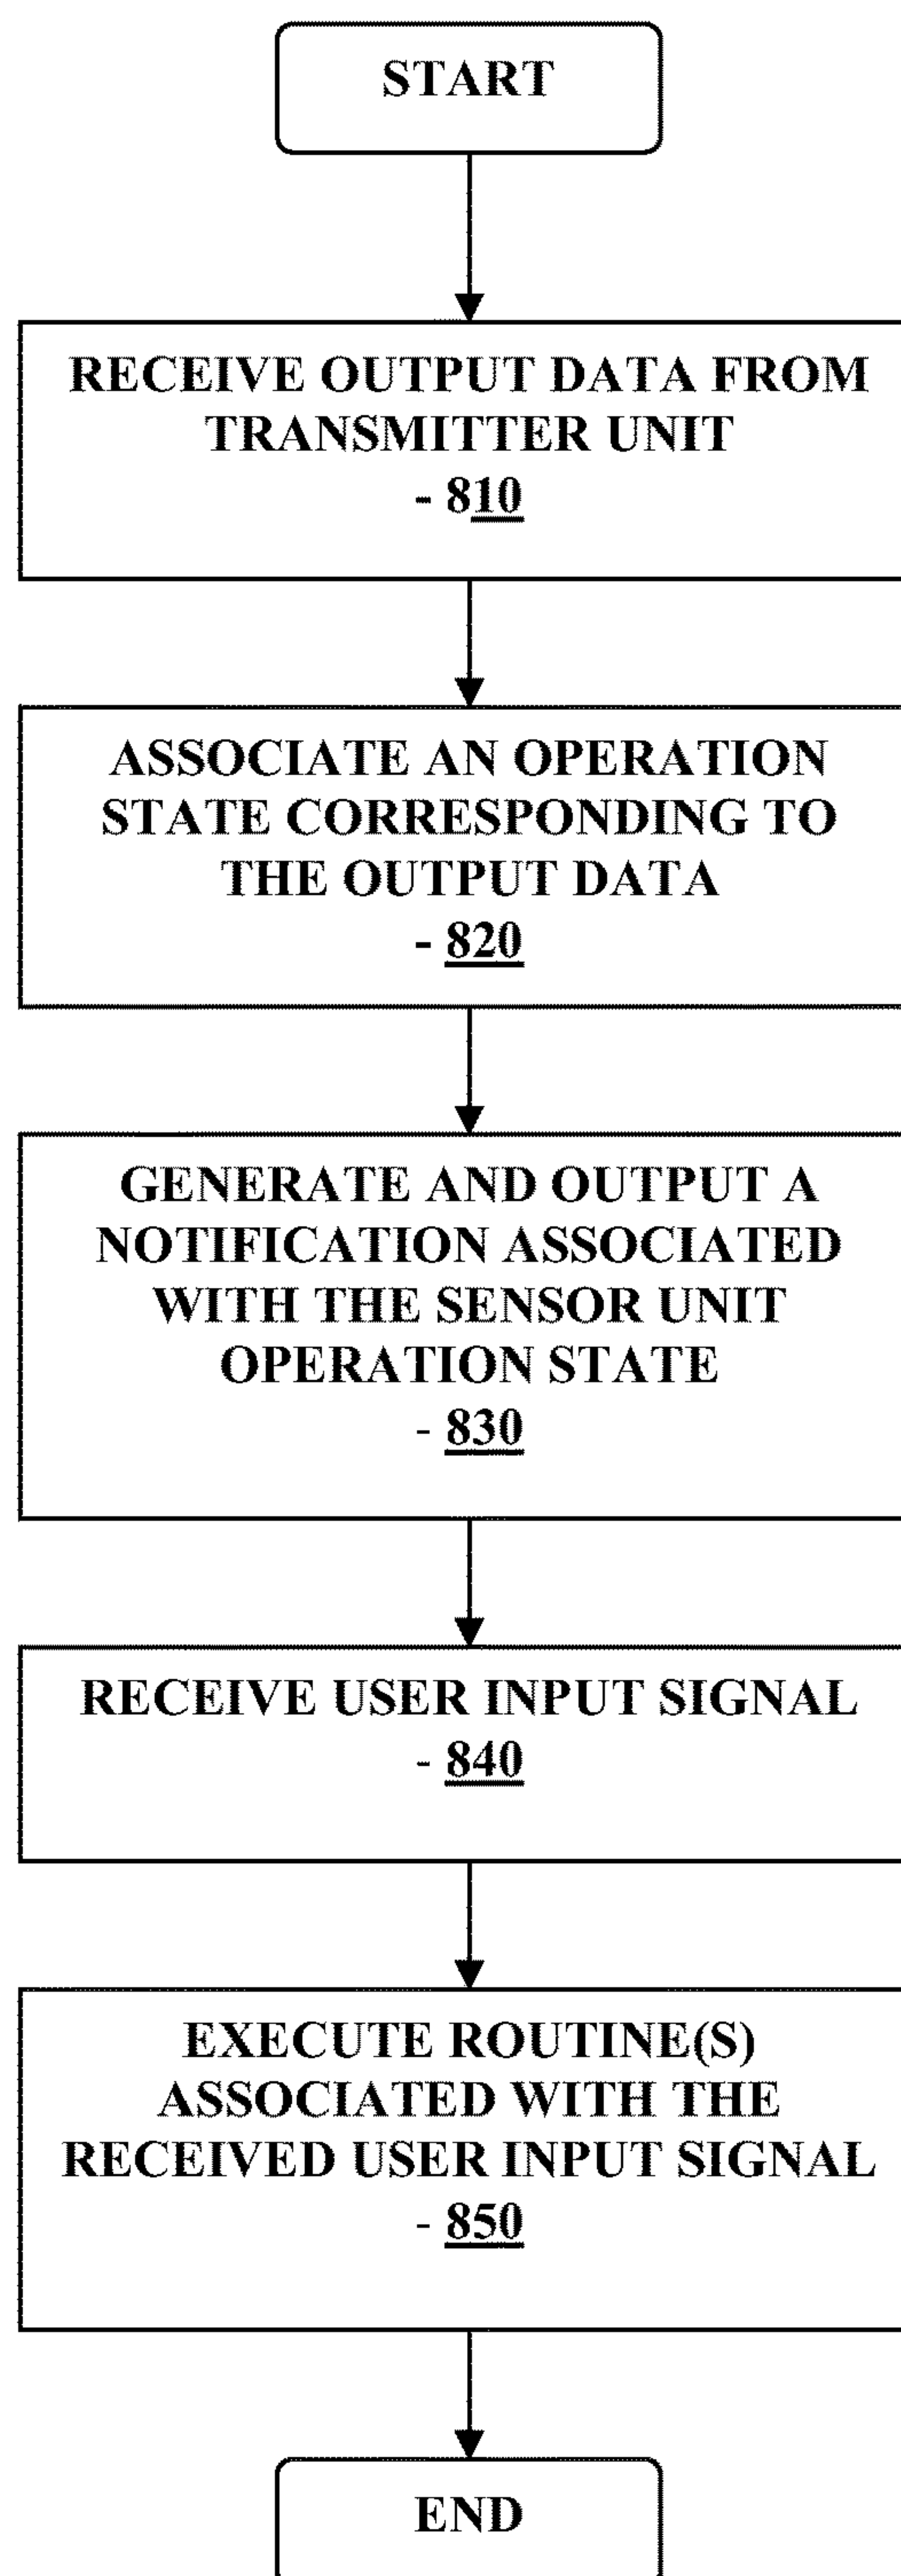 START
RECEIVE OUTPUT DATA FROM
TRANSMITTER UNIT
- 810
ASSOCIATE AN OPERATION
STATE CORRESPONDING TO
THE OUTPUT DATA
- 820
GENERATE AND OUTPUT A
NOTIFICATION ASSOCIATED
WITH THE SENSOR UNIT
OPERATION STATE
- 830
RECEIVE USER INPUT SIGNAL
- 840
EXECUTE ROUTINE(S)
ASSOCIATED WITH THE
RECEIVED USER INPUT SIGNAL
- 850
END